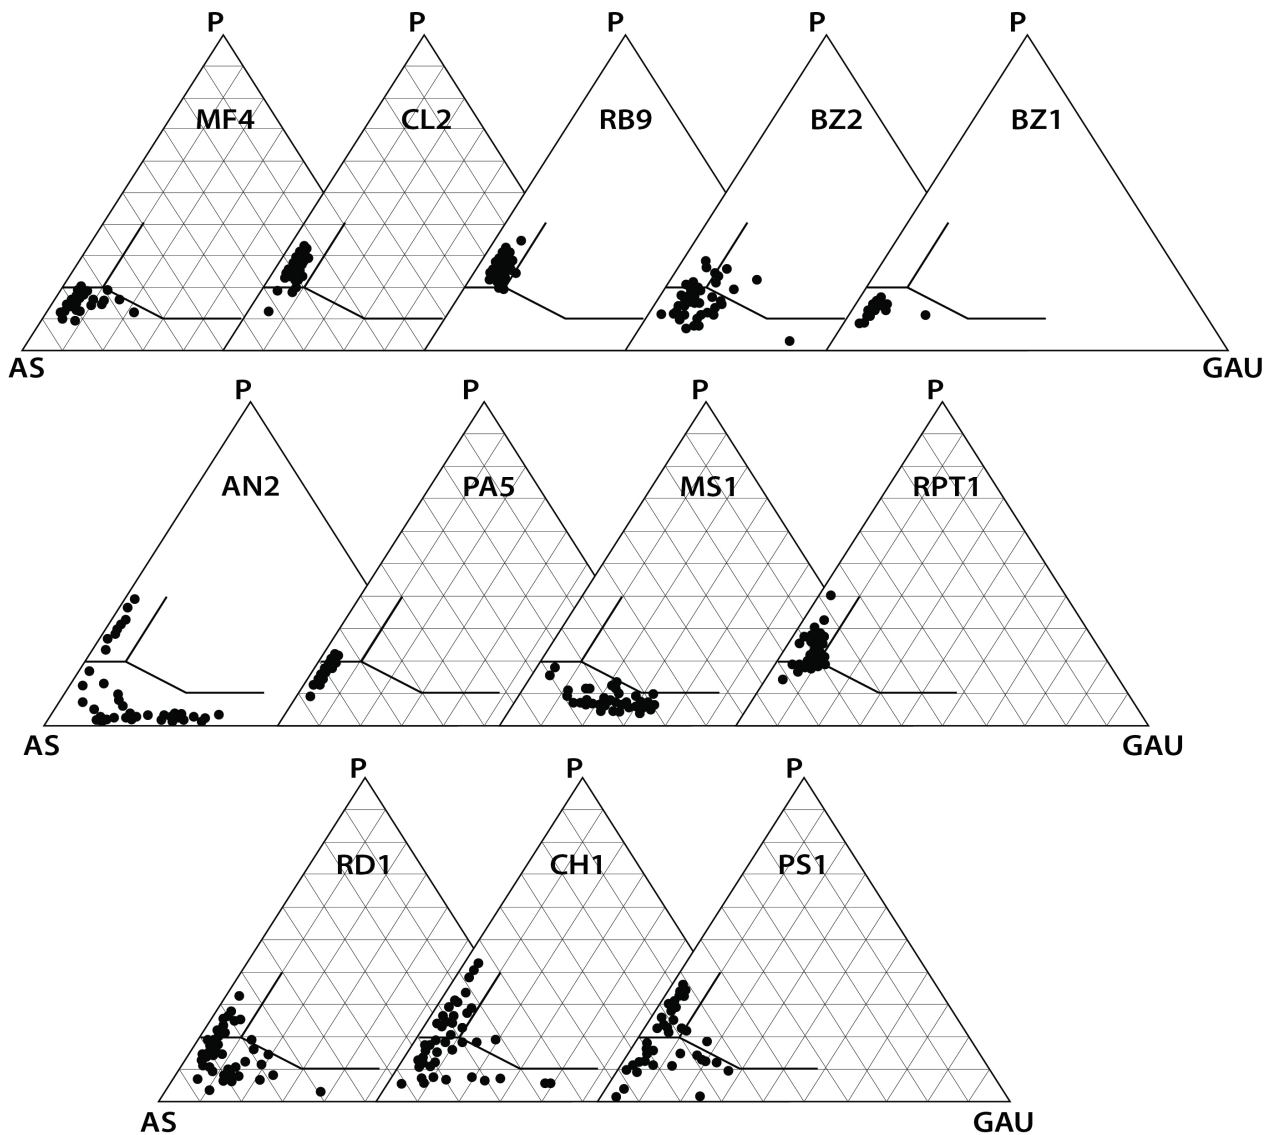 P P P P P
MF4 CL2 RB9 BZ2 BZ1
AS GAU
P P P P
AN2 PA5 MS1 RPT1
AS GAU
P P P
RD1 CH1 PS1
AS GAU